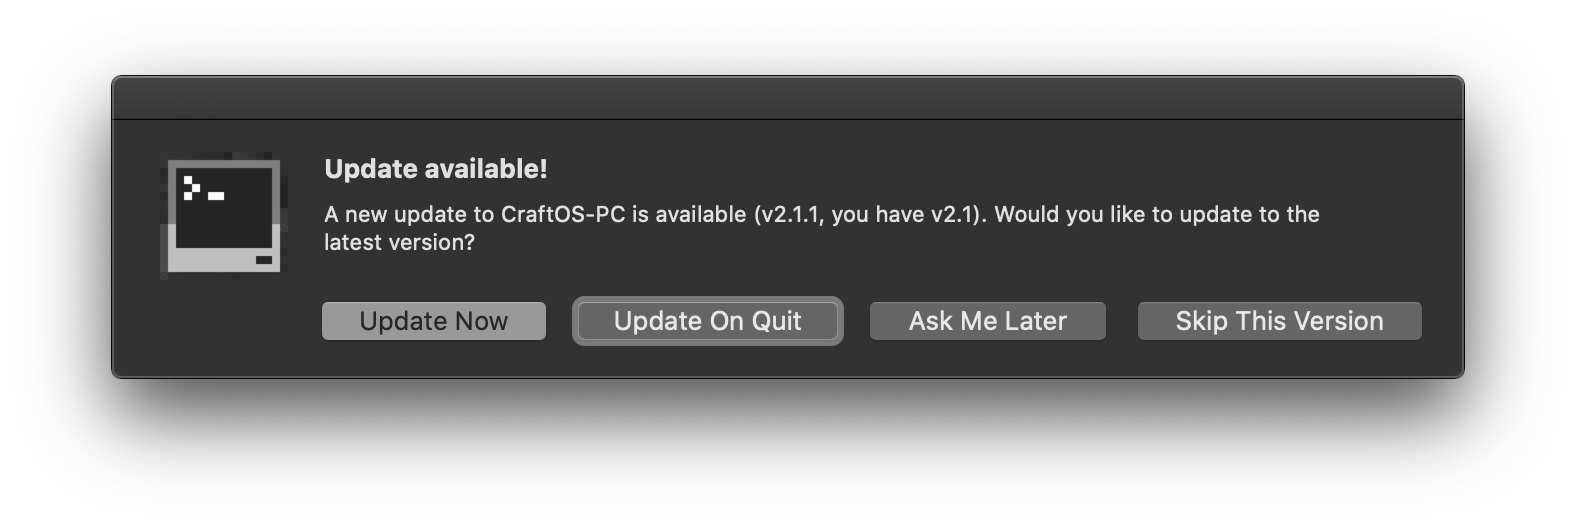 Update available!
A new update to CraftOS-PC is available (v2.1.1, you have v2.1). Would you like to update to the
latest version?
Update Now
Update On Quit
Ask Me Later
Skip This Version